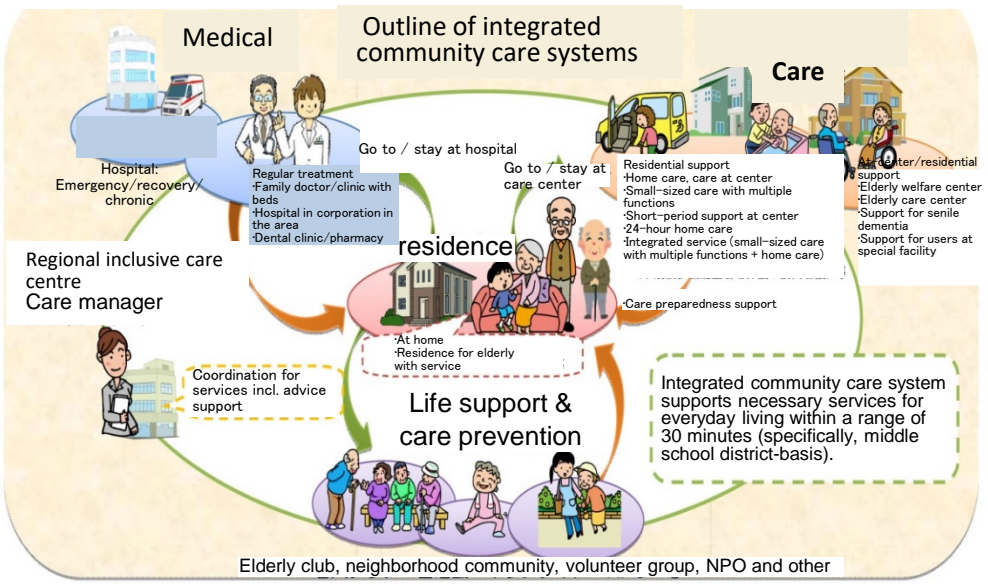 Outline of integrated
community care systems
Medical
Care
Hospital:
Emergency/recovery/
chronic
Regular treatment
・Family doctor/clinic with
beds
・Hospital in corporation in
the area
・Dental clinic/pharmacy
Go to / stay at hospital
Go to / stay at
care center
Residential support
・Home care, care at center
・Small-sized care with multiple
functions
・Short-period support at center
・24-hour home care
・Integrated service (small-sized care
with multiple functions + home care)
・Care preparedness support
At-center/residential
support
・Elderly welfare center
・Elderly care center
・Support for senile
dementia
・Support for users at
special facility
residence
・At home
・Residence for elderly
with service
Regional inclusive care
centre
Care manager
Coordination for
services incl. advice
support
Life support &
care prevention
Integrated community care system
supports necessary services for
everyday living within a range of
30 minutes (specifically, middle
school district-basis).
Elderly club, neighborhood community, volunteer group, NPO and other